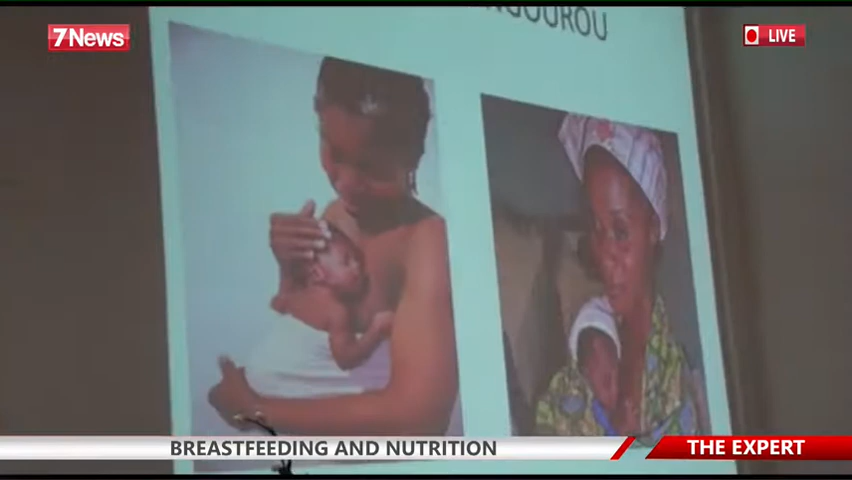 7News
LIVE
BREASTFEEDING AND NUTRITION
THE EXPERT